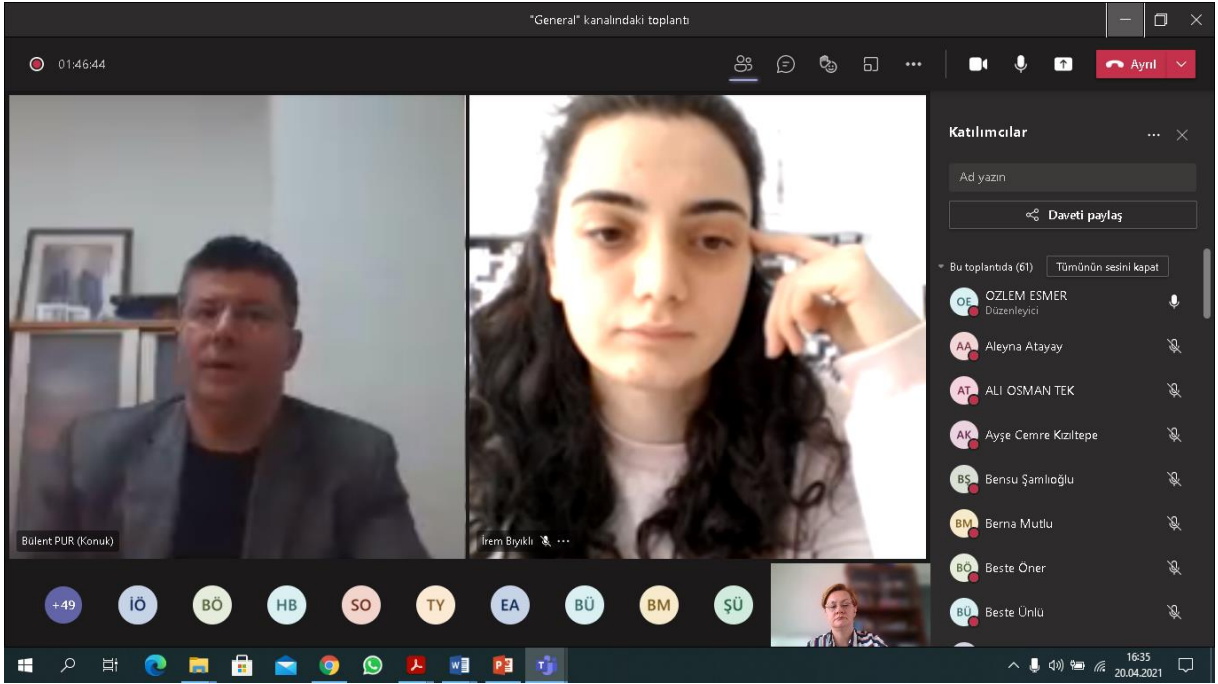 "General" kanalındaki toplantı
01:46:44
Ayrıl
Katılımcılar
Ad yazın
Daveti paylaş
Bu toplantıda (61) Tümünün sesini kapat
OE OZLEM ESMER
Düzenleyici
AA Aleyna Atayay
AT ALI OSMAN TEK
AK Ayşe Cemre Kızıltepe
BŞ Bensu Şamlıoğlu
BM Berna Mutlu
BÖ Beste Öner
BÜ Beste Ünlü
Bülent PUR (Konuk)
İrem Bıyıklı
+49 İÖ BÖ HB SO TY EA BÜ BM ŞÜ
16:35
20.04.2021